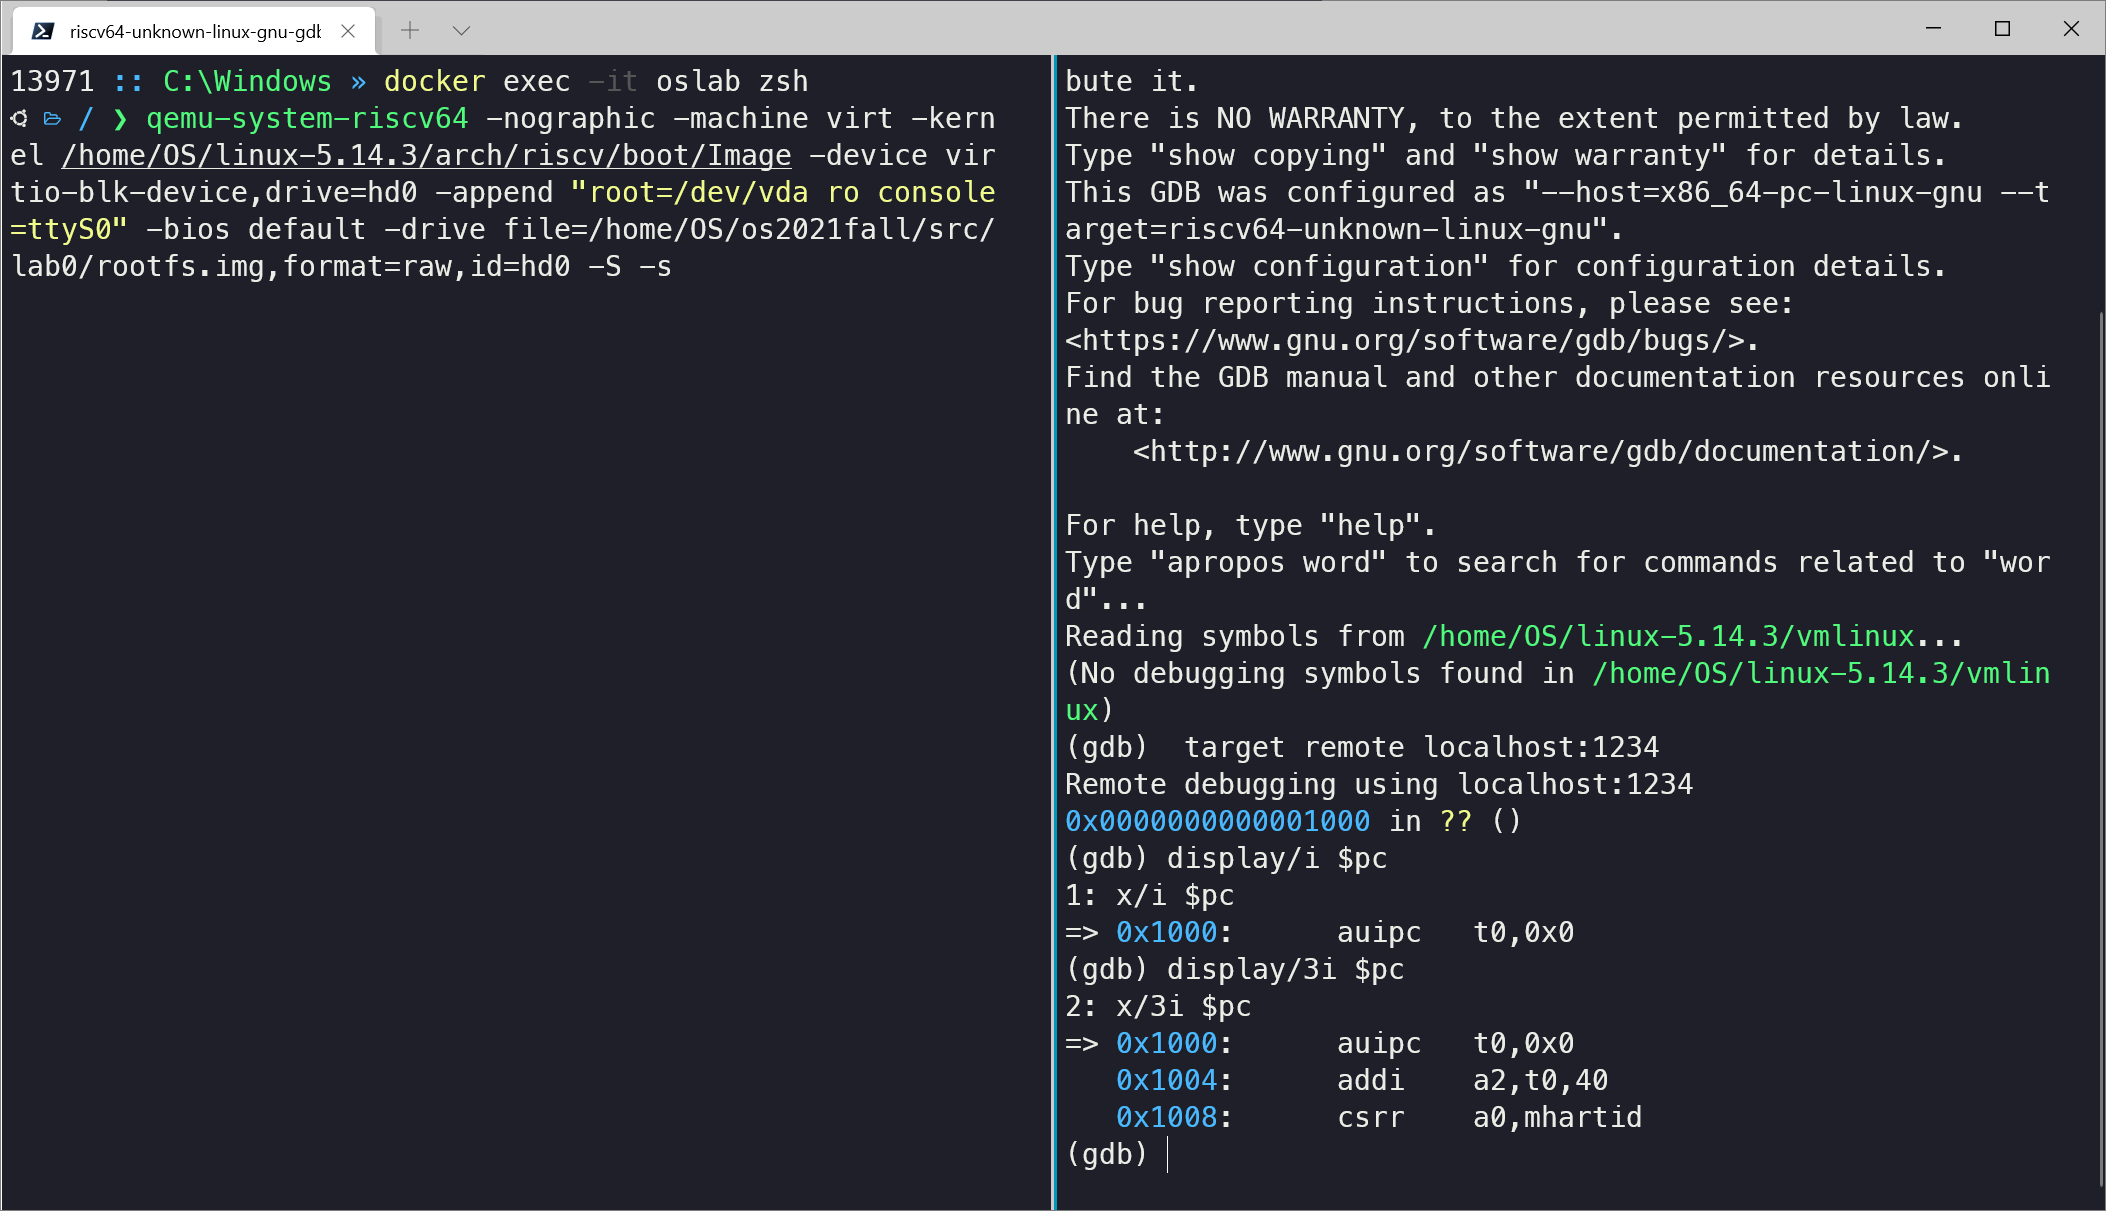 riscv64-unknown-linux-gnu-gdb
13971 :: C:\Windows » docker exec -it oslab zsh
/ ❯ qemu-system-riscv64 -nographic -machine virt -kern
el /home/OS/linux-5.14.3/arch/riscv/boot/Image -device vir
tio-blk-device,drive=hd0 -append "root=/dev/vda ro console
=ttyS0" -bios default -drive file=/home/OS/os2021fall/src/
lab0/rootfs.img,format=raw,id=hd0 -S -s
bute it.
There is NO WARRANTY, to the extent permitted by law.
Type "show copying" and "show warranty" for details.
This GDB was configured as "--host=x86_64-pc-linux-gnu --t
arget=riscv64-unknown-linux-gnu".
Type "show configuration" for configuration details.
For bug reporting instructions, please see:
<https://www.gnu.org/software/gdb/bugs/>.
Find the GDB manual and other documentation resources onli
ne at:
    <http://www.gnu.org/software/gdb/documentation/>.
For help, type "help".
Type "apropos word" to search for commands related to "wor
d"...
Reading symbols from /home/OS/linux-5.14.3/vmlinux...
(No debugging symbols found in /home/OS/linux-5.14.3/vmlin
ux)
(gdb)  target remote localhost:1234
Remote debugging using localhost:1234
0x0000000000001000 in ?? ()
(gdb) display/i $pc
1: x/i $pc
=> 0x1000:      auipc   t0,0x0
(gdb) display/3i $pc
2: x/3i $pc
=> 0x1000:      auipc   t0,0x0
   0x1004:      addi    a2,t0,40
   0x1008:      csrr    a0,mhartid
(gdb)